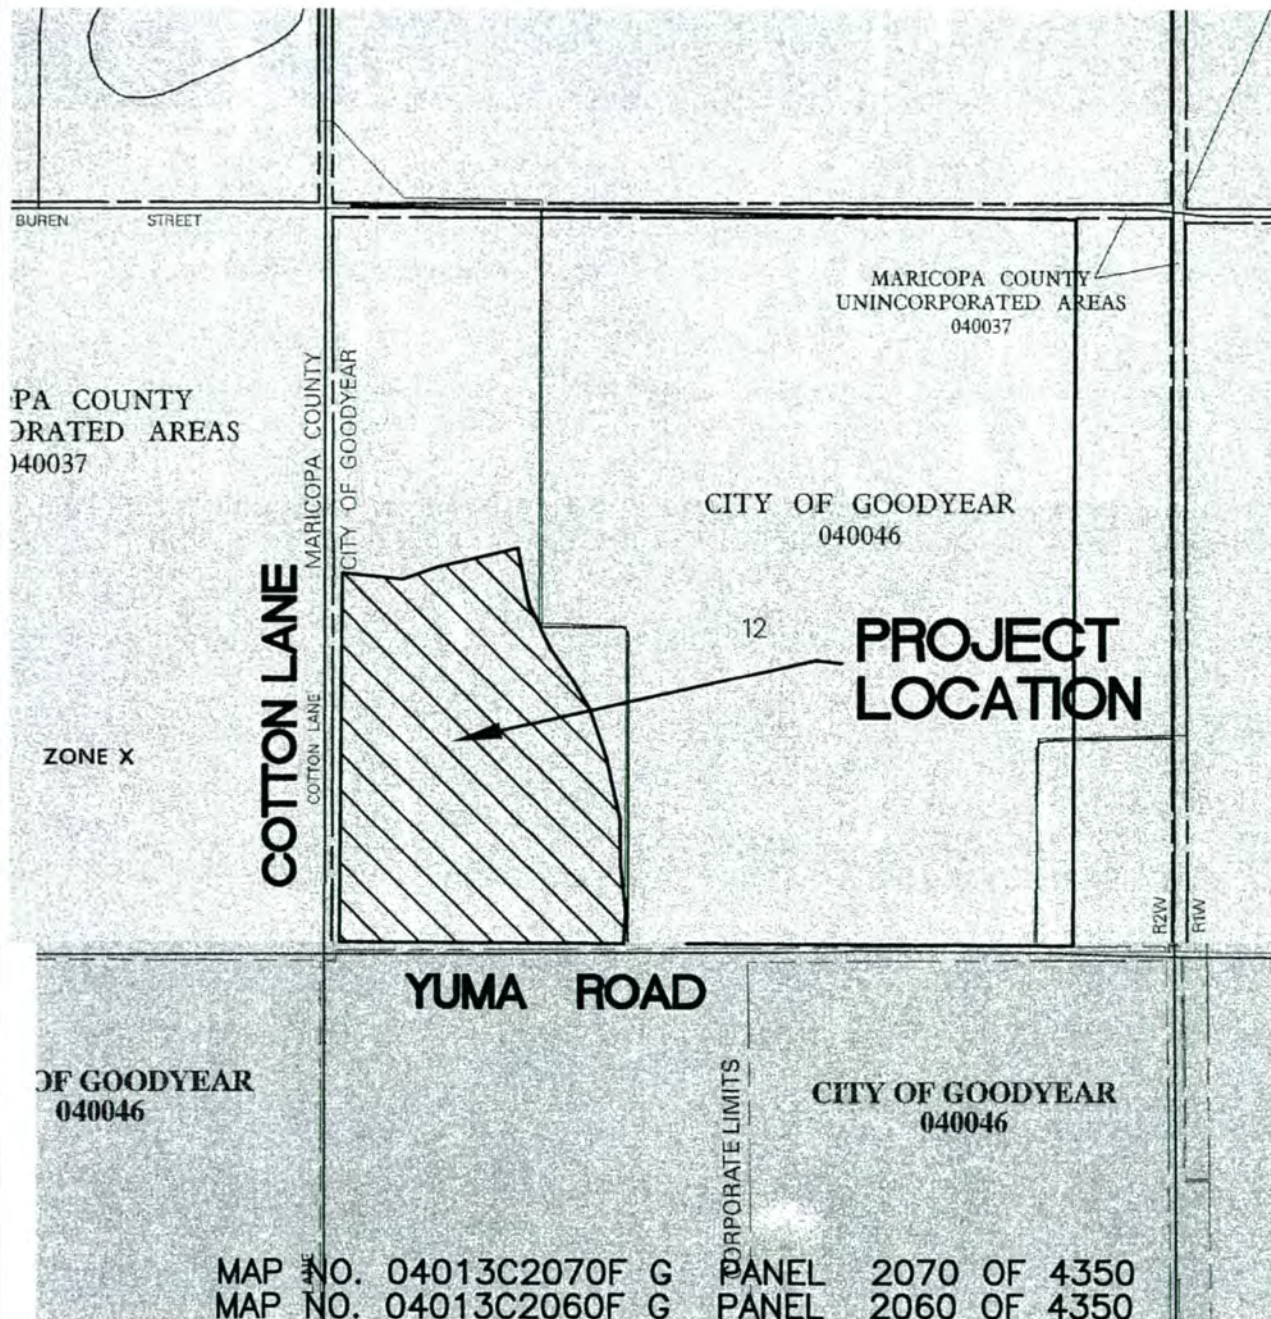 BUREN STREET
MARICOPA COUNTY
UNINCORPORATED AREAS
040037
MARICOPA COUNTY
CITY OF GOODYEAR
PA COUNTY
ORATED AREAS
040037
CITY OF GOODYEAR
040046
COTTON LANE
COTTON LANE
12
PROJECT
LOCATION
ZONE X
R2W
R1W
YUMA ROAD
OF GOODYEAR
040046
CORPORATE LIMITS
CITY OF GOODYEAR
040046
MAP NO. 04013C2070F G PANEL 2070 OF 4350
MAP NO. 04013C2060F G PANEL 2060 OF 4350